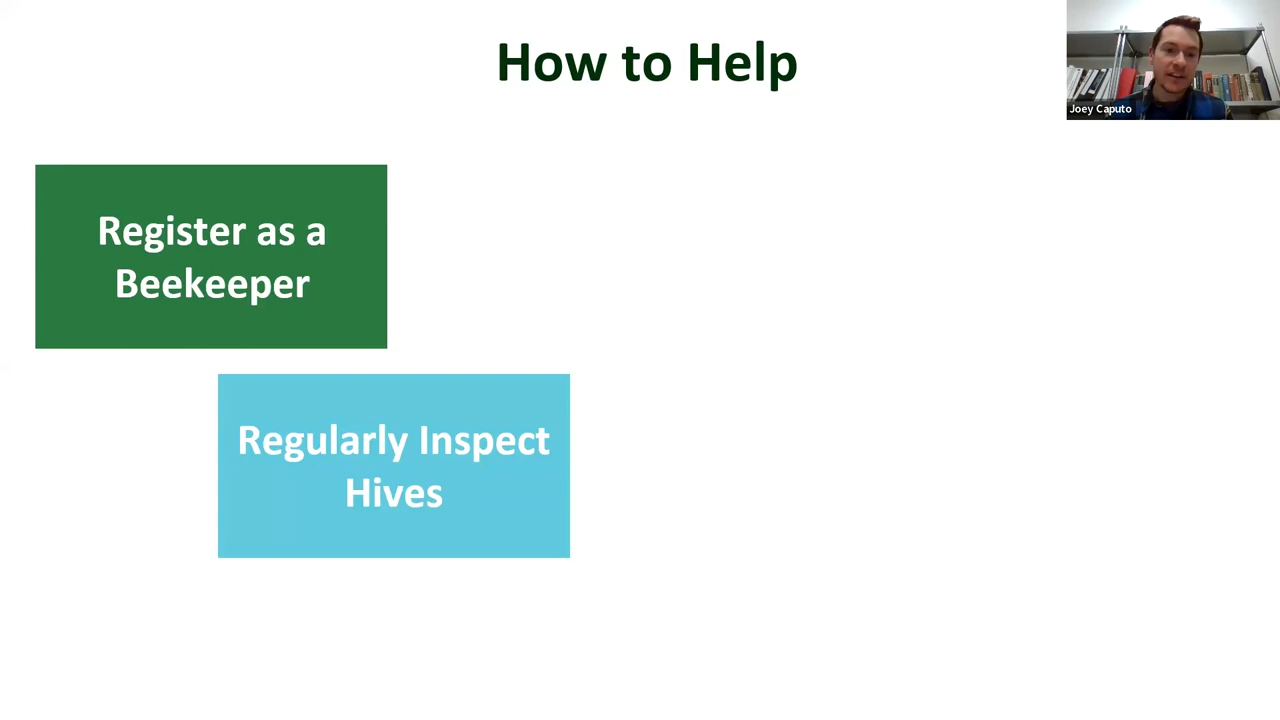 How to Help
Joey Caputo
Register as a
Beekeeper
Regularly Inspect
Hives